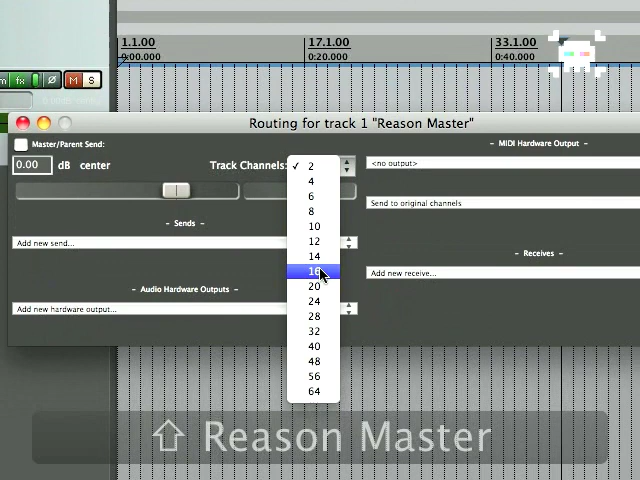 1.1.00
0:00.000
17.1.00
0:20.000
33.1.00
0:40.000
fx
M
S
Routing for track 1 "Reason Master"
Master/Parent Send:
0.00 dB center
Track Channels:
✓ 2
4
6
8
10
12
14
16
20
24
28
32
40
48
56
64
- Sends -
Add new send...
- Audio Hardware Outputs -
Add new hardware output...
- MIDI Hardware Output -
<no output>
Send to original channels
- Receives -
Add new receive...
⇧ Reason Master